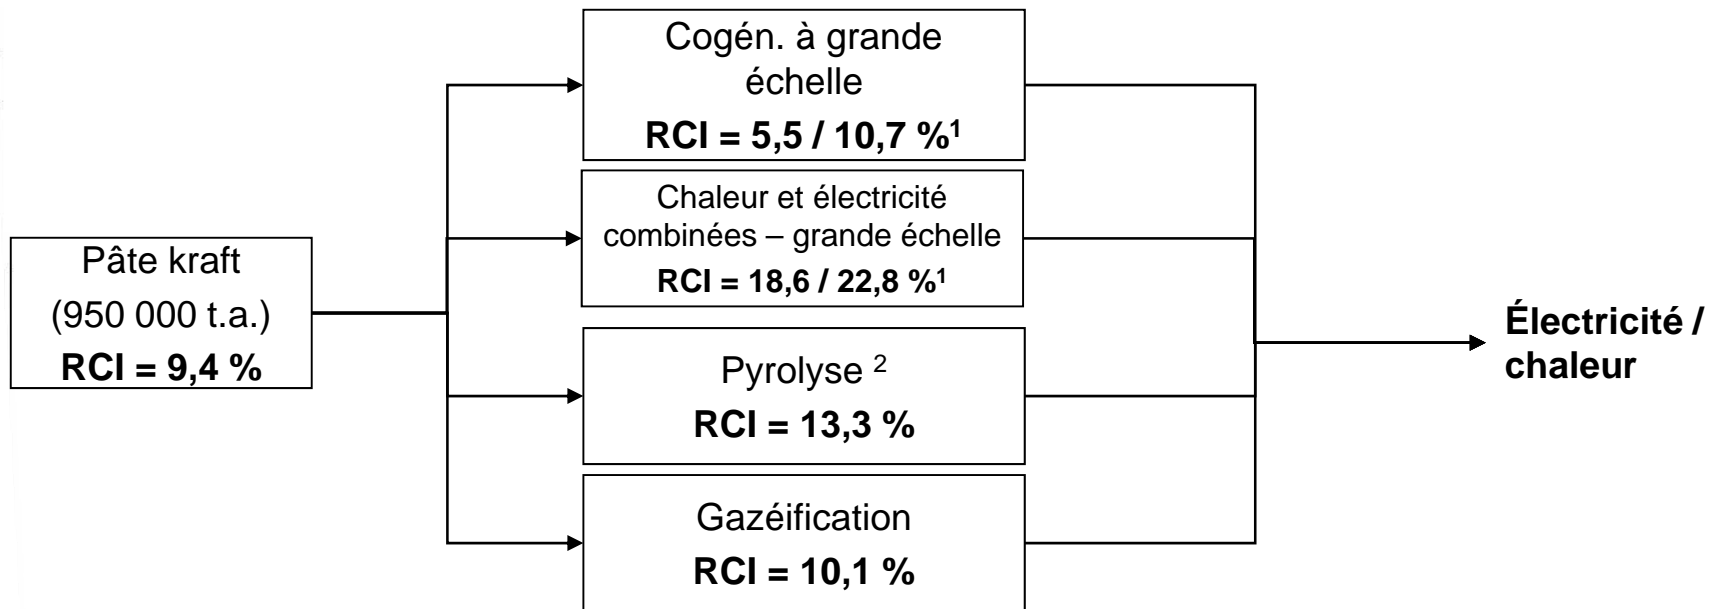 Pâte kraft
(950 000 t.a.)
RCI = 9,4 %
Cogén. à grande
échelle
RCI = 5,5 / 10,7 %¹
Chaleur et électricité
combinées – grande échelle
RCI = 18,6 / 22,8 %¹
Pyrolyse ²
RCI = 13,3 %
Gazéification
RCI = 10,1 %
Électricité /
chaleur